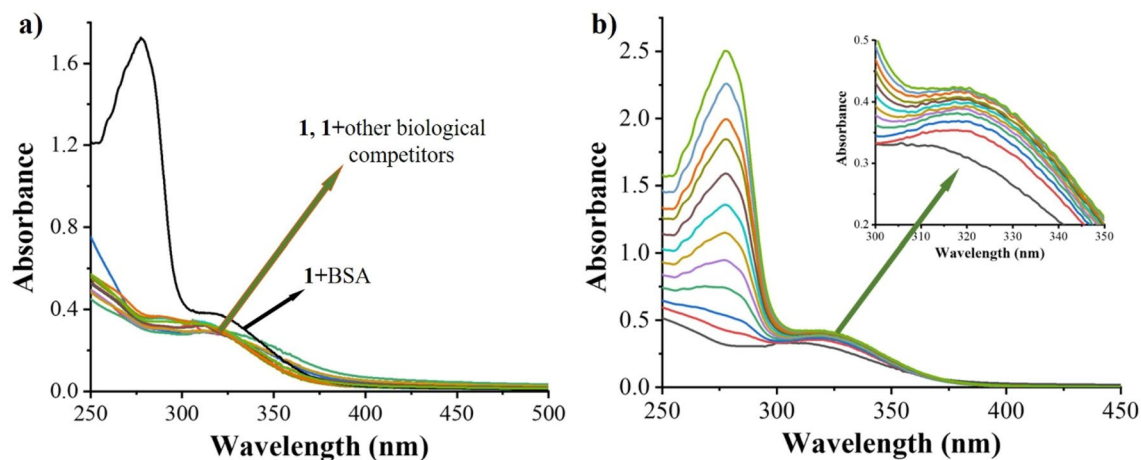 a)
Absorbance
1.6
1.2
0.8
0.4
0.0
1, 1+other biological
competitors
1+BSA
250 300 350 400 450 500
Wavelength (nm)
b)
Absorbance
2.5
2.0
1.5
1.0
0.5
0.0
250 300 350 400 450
Wavelength (nm)
Absorbance
0.5
0.4
0.3
0.2
300 310 320 330 340 350
Wavelength (nm)